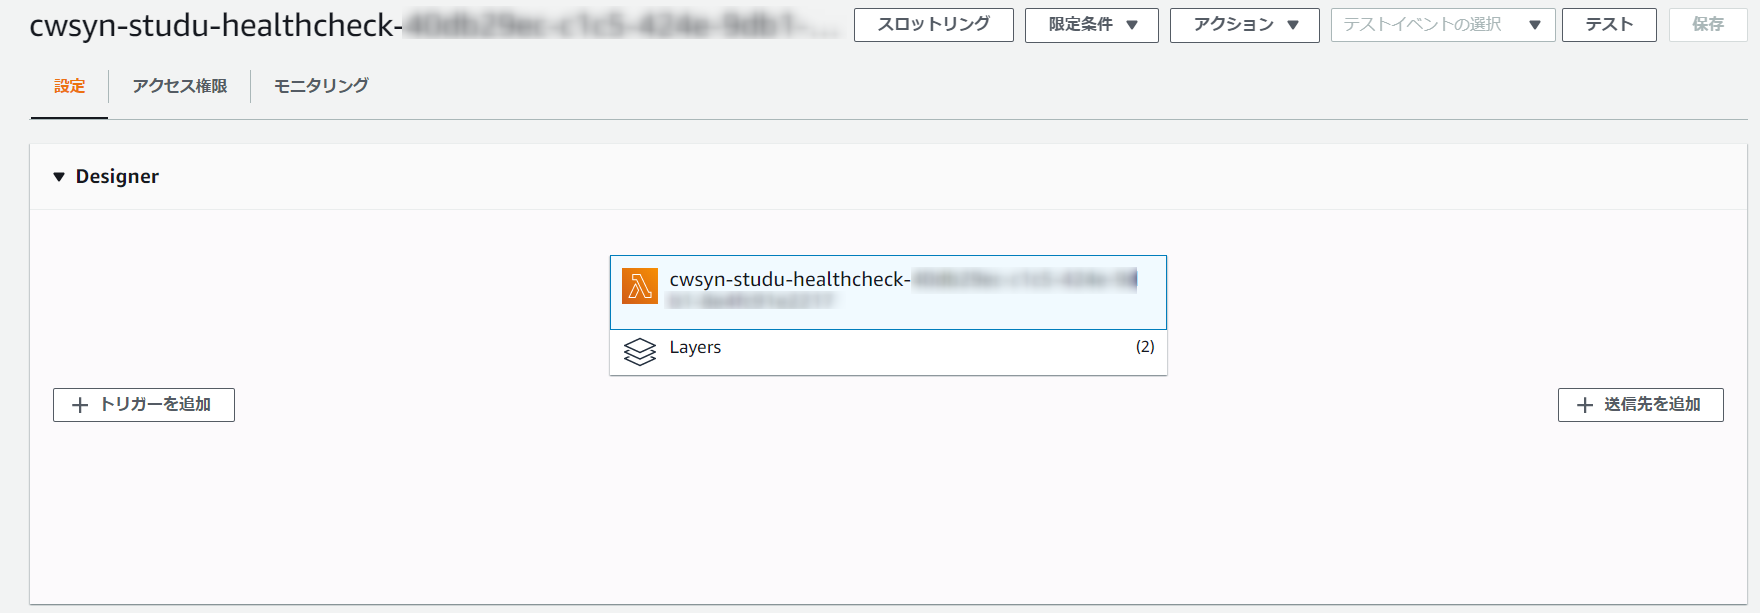 cwsyn-studu-healthcheck-
スロットリング
限定条件
アクション
テストイベントの選択
テスト
保存
設定
アクセス権限
モニタリング
Designer
cwsyn-studu-healthcheck-
Layers
(2)
トリガーを追加
送信先を追加